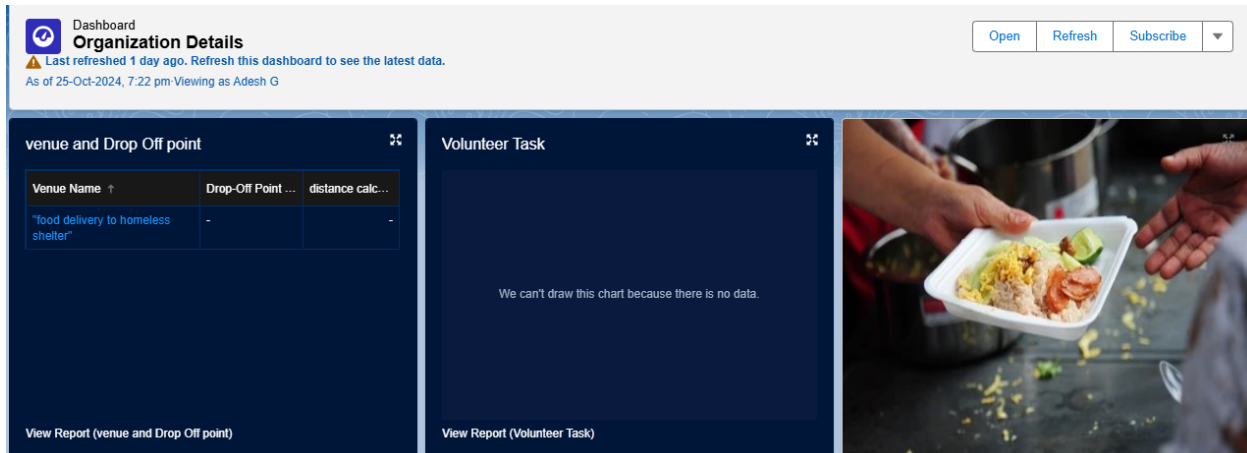 Dashboard
Organization Details
Open Refresh Subscribe
Last refreshed 1 day ago. Refresh this dashboard to see the latest data.
As of 25-Oct-2024, 7:22 pm·Viewing as Adesh G
venue and Drop Off point
Venue Name ↑ Drop-Off Point ... distance calc...
"food delivery to homeless - -
shelter"
View Report (venue and Drop Off point)
Volunteer Task
We can't draw this chart because there is no data.
View Report (Volunteer Task)